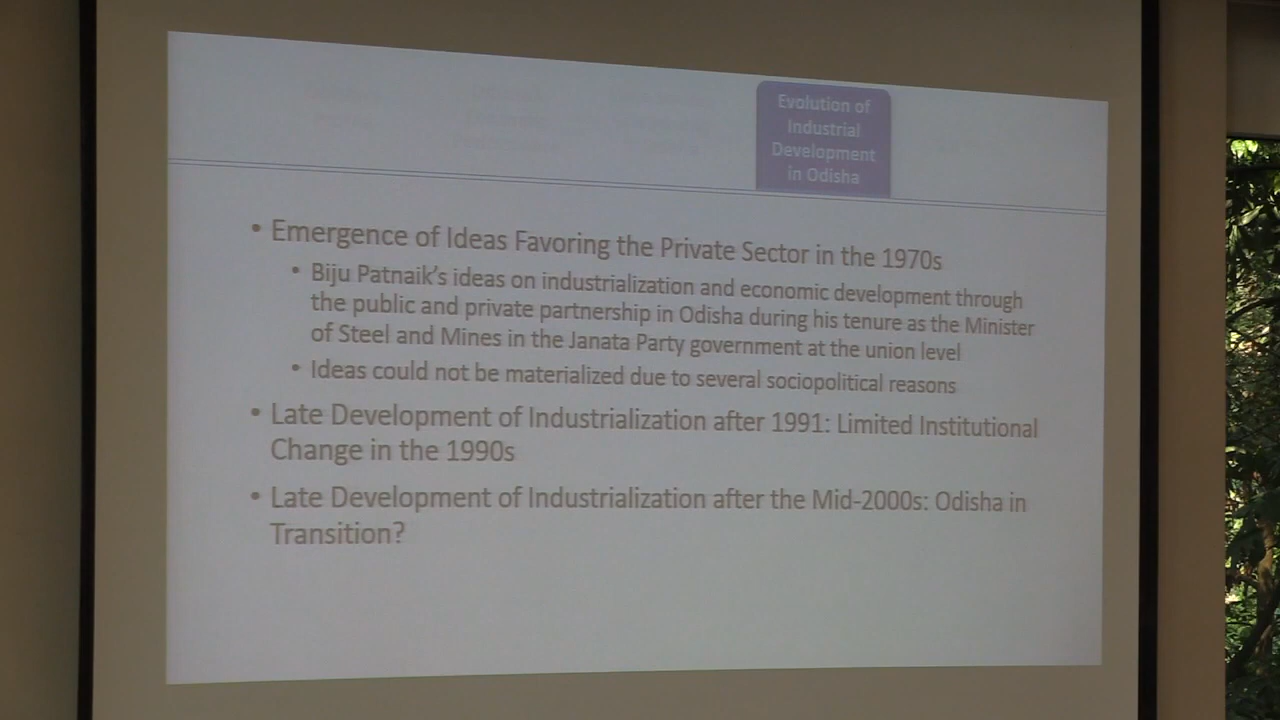 Evolution of
Industrial
Development
in Odisha
• Emergence of Ideas Favoring the Private Sector in the 1970s
• Biju Patnaik's ideas on industrialization and economic development through
the public and private partnership in Odisha during his tenure as the Minister
of Steel and Mines in the Janata Party government at the union level
• Ideas could not be materialized due to several sociopolitical reasons
• Late Development of Industrialization after 1991: Limited Institutional
Change in the 1990s
• Late Development of Industrialization after the Mid-2000s: Odisha in
Transition?